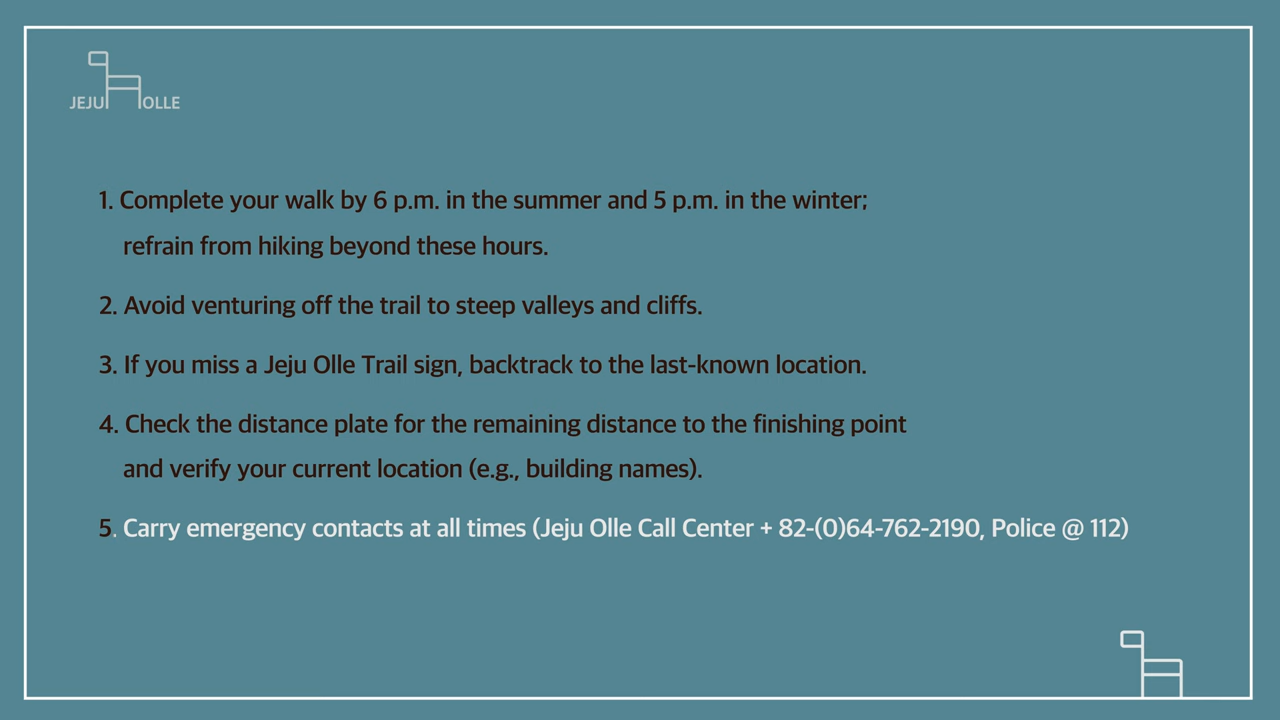 JEJU OLLE
1. Complete your walk by 6 p.m. in the summer and 5 p.m. in the winter;
refrain from hiking beyond these hours.
2. Avoid venturing off the trail to steep valleys and cliffs.
3. If you miss a Jeju Olle Trail sign, backtrack to the last-known location.
4. Check the distance plate for the remaining distance to the finishing point
and verify your current location (e.g., building names).
5. Carry emergency contacts at all times (Jeju Olle Call Center + 82-(0)64-762-2190, Police @ 112)